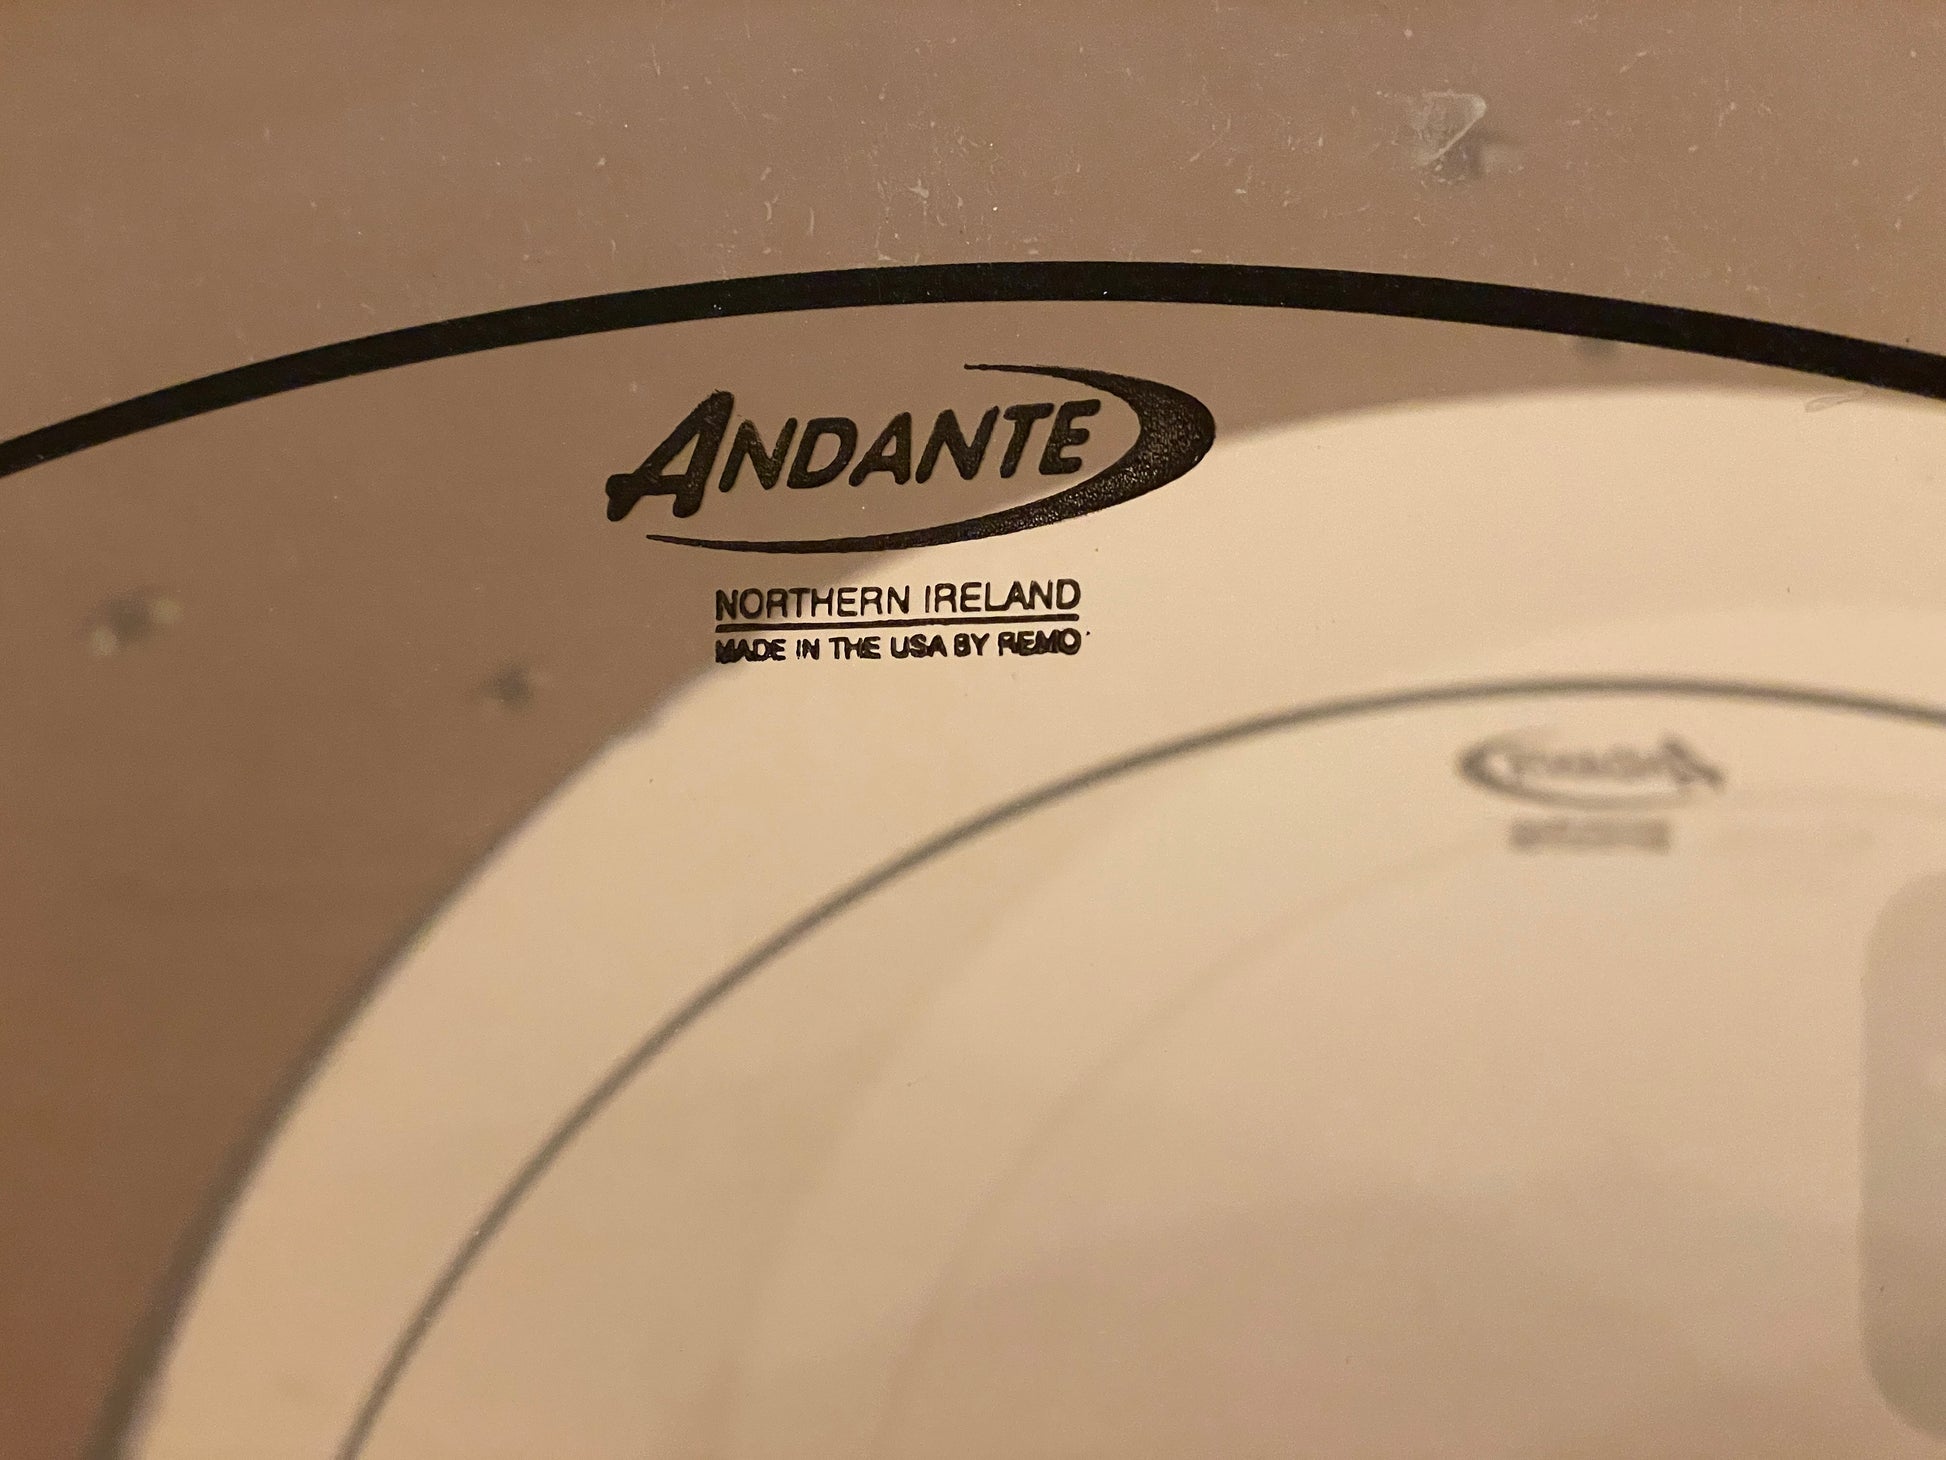 ANDANTE
NORTHERN IRELAND
MADE IN THE USA BY REMO